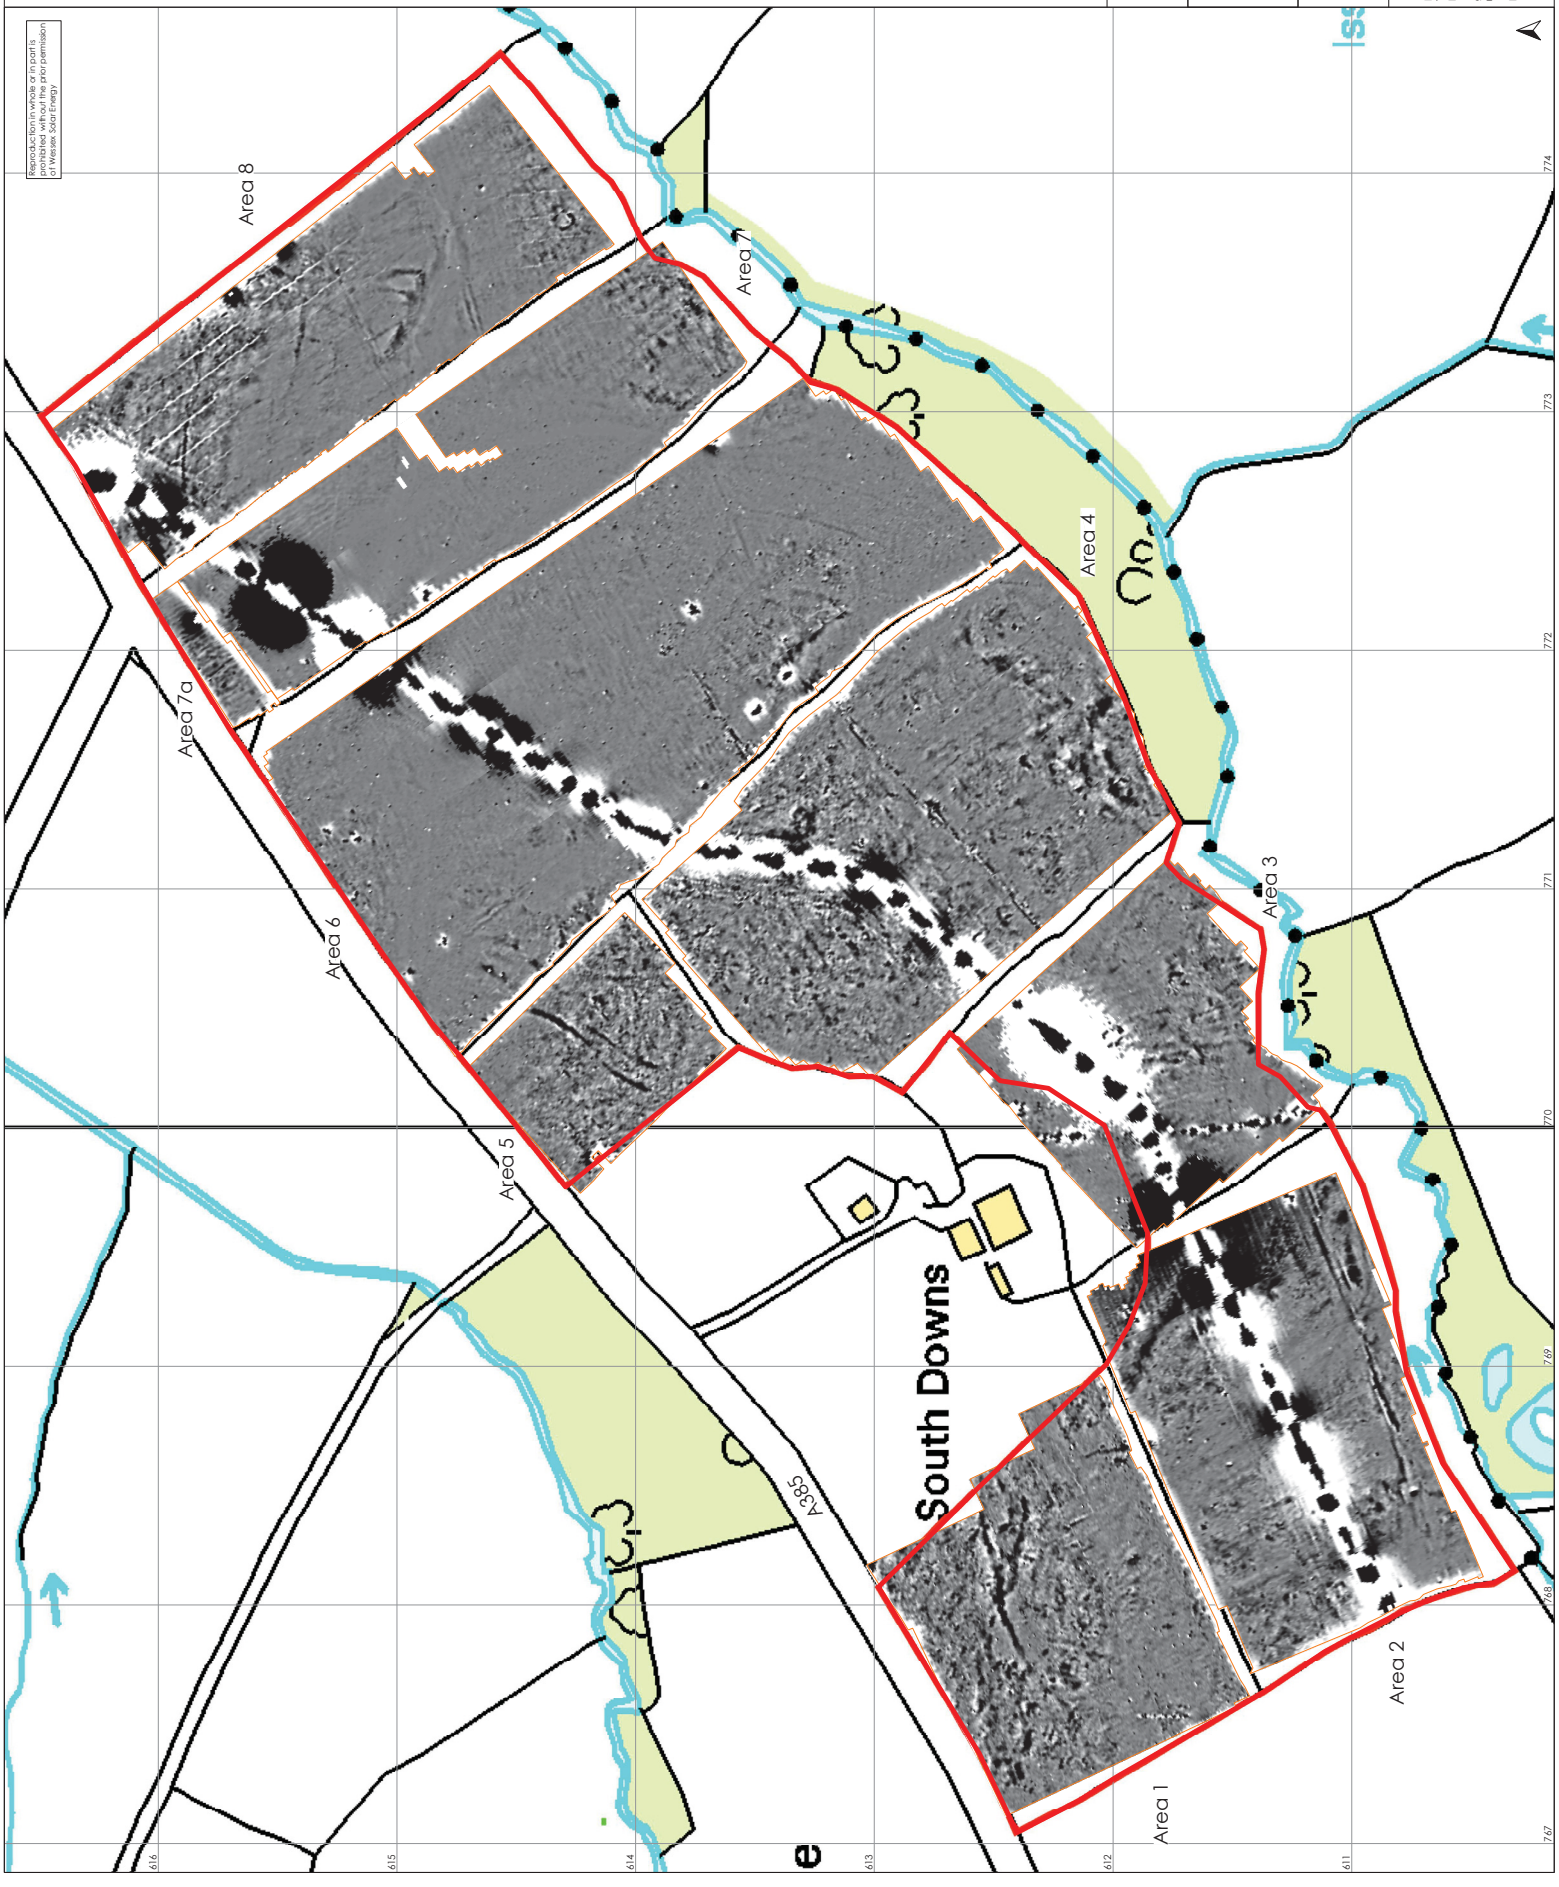 Reproduction in whole or in part is
prohibited without the prior permission
of Wessex Solar Energy
Area 8
Area 7
Area 7a
Area 6
Area 4
Area 3
Area 5
South Downs
A385
Area 2
Area 1
e
Iss
616
615
614
613
612
611
767
768
769
770
771
772
773
774